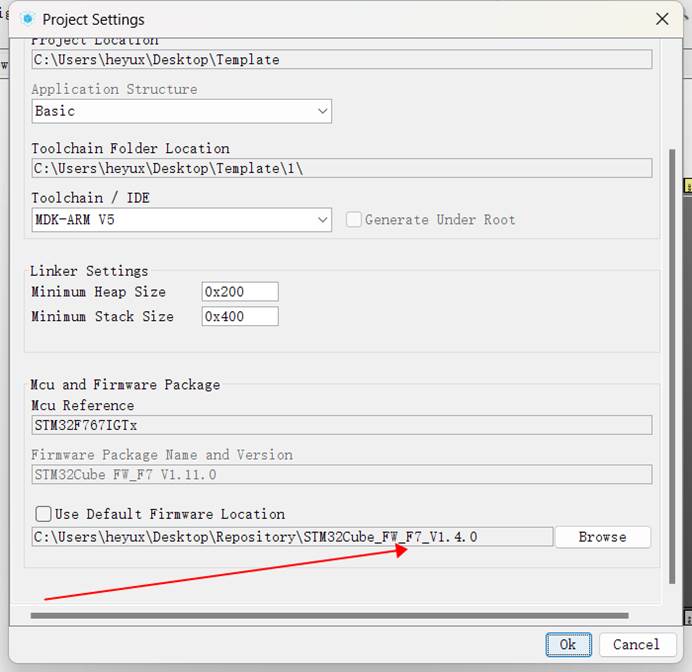 Project Settings
Project Location
C:\Users\heyux\Desktop\Template
Application Structure
Basic
Toolchain Folder Location
C:\Users\heyux\Desktop\Template\1\
Toolchain / IDE
MDK-ARM V5
Generate Under Root
Linker Settings
Minimum Heap Size
0x200
Minimum Stack Size
0x400
Mcu and Firmware Package
Mcu Reference
STM32F767IGTx
Firmware Package Name and Version
STM32Cube FW_F7 V1.11.0
Use Default Firmware Location
C:\Users\heyux\Desktop\Repository\STM32Cube_FW_F7_V1.4.0
Browse
Ok
Cancel